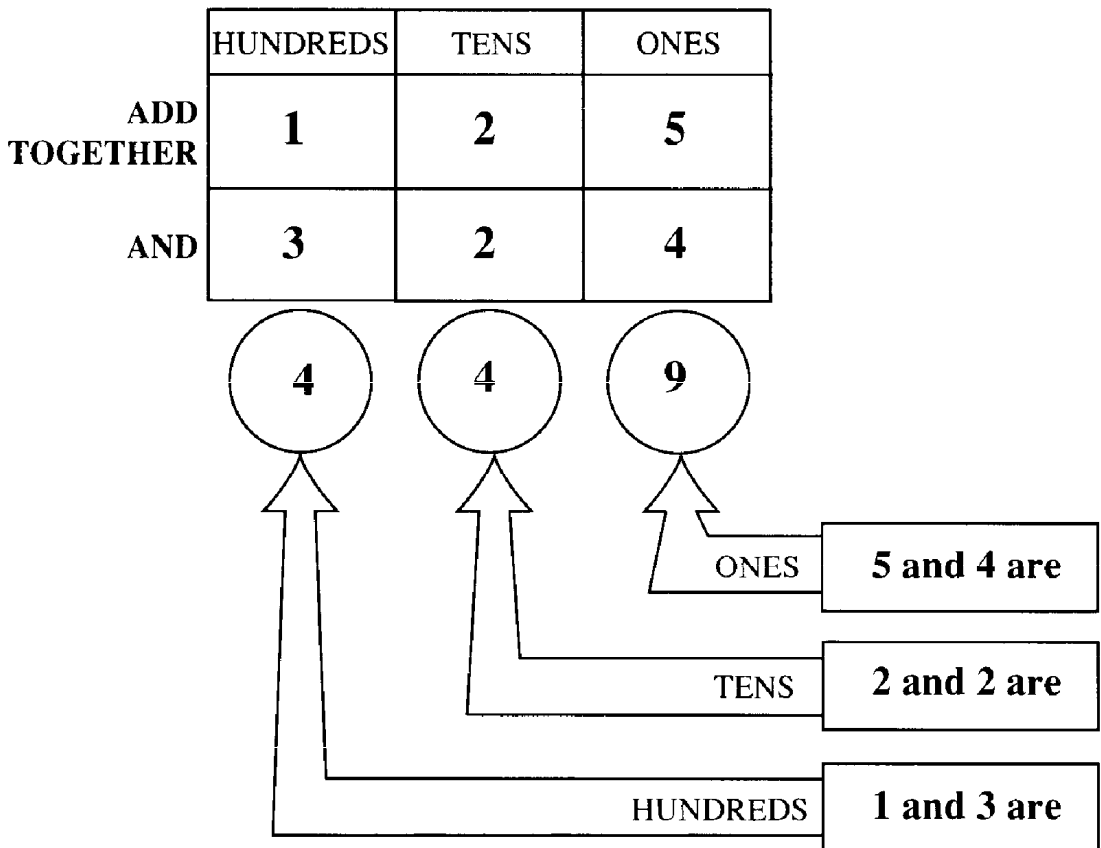 HUNDREDS TENS ONES
ADD
TOGETHER 1 2 5
AND 3 2 4
4 4 9
ONES 5 and 4 are
TENS 2 and 2 are
HUNDREDS 1 and 3 are